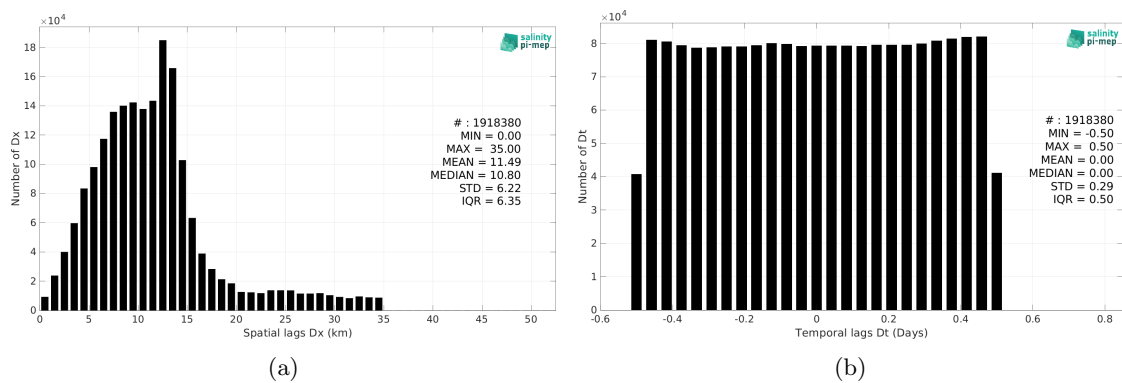 ×10⁴
18
16
14
12
10
8
6
4
2
0
Number of Dx
0 5 10 15 20 25 30 35 40 45 50
Spatial lags Dx (km)
salinity
pi-mep
# : 1918380
MIN = 0.00
MAX = 35.00
MEAN = 11.49
MEDIAN = 10.80
STD = 6.22
IQR = 6.35
(a)
×10⁴
8
7
6
5
4
3
2
1
0
Number of Dt
-0.6 -0.4 -0.2 0 0.2 0.4 0.6 0.8
Temporal lags Dt (Days)
salinity
pi-mep
# : 1918380
MIN = -0.50
MAX = 0.50
MEAN = 0.00
MEDIAN = 0.00
STD = 0.29
IQR = 0.50
(b)